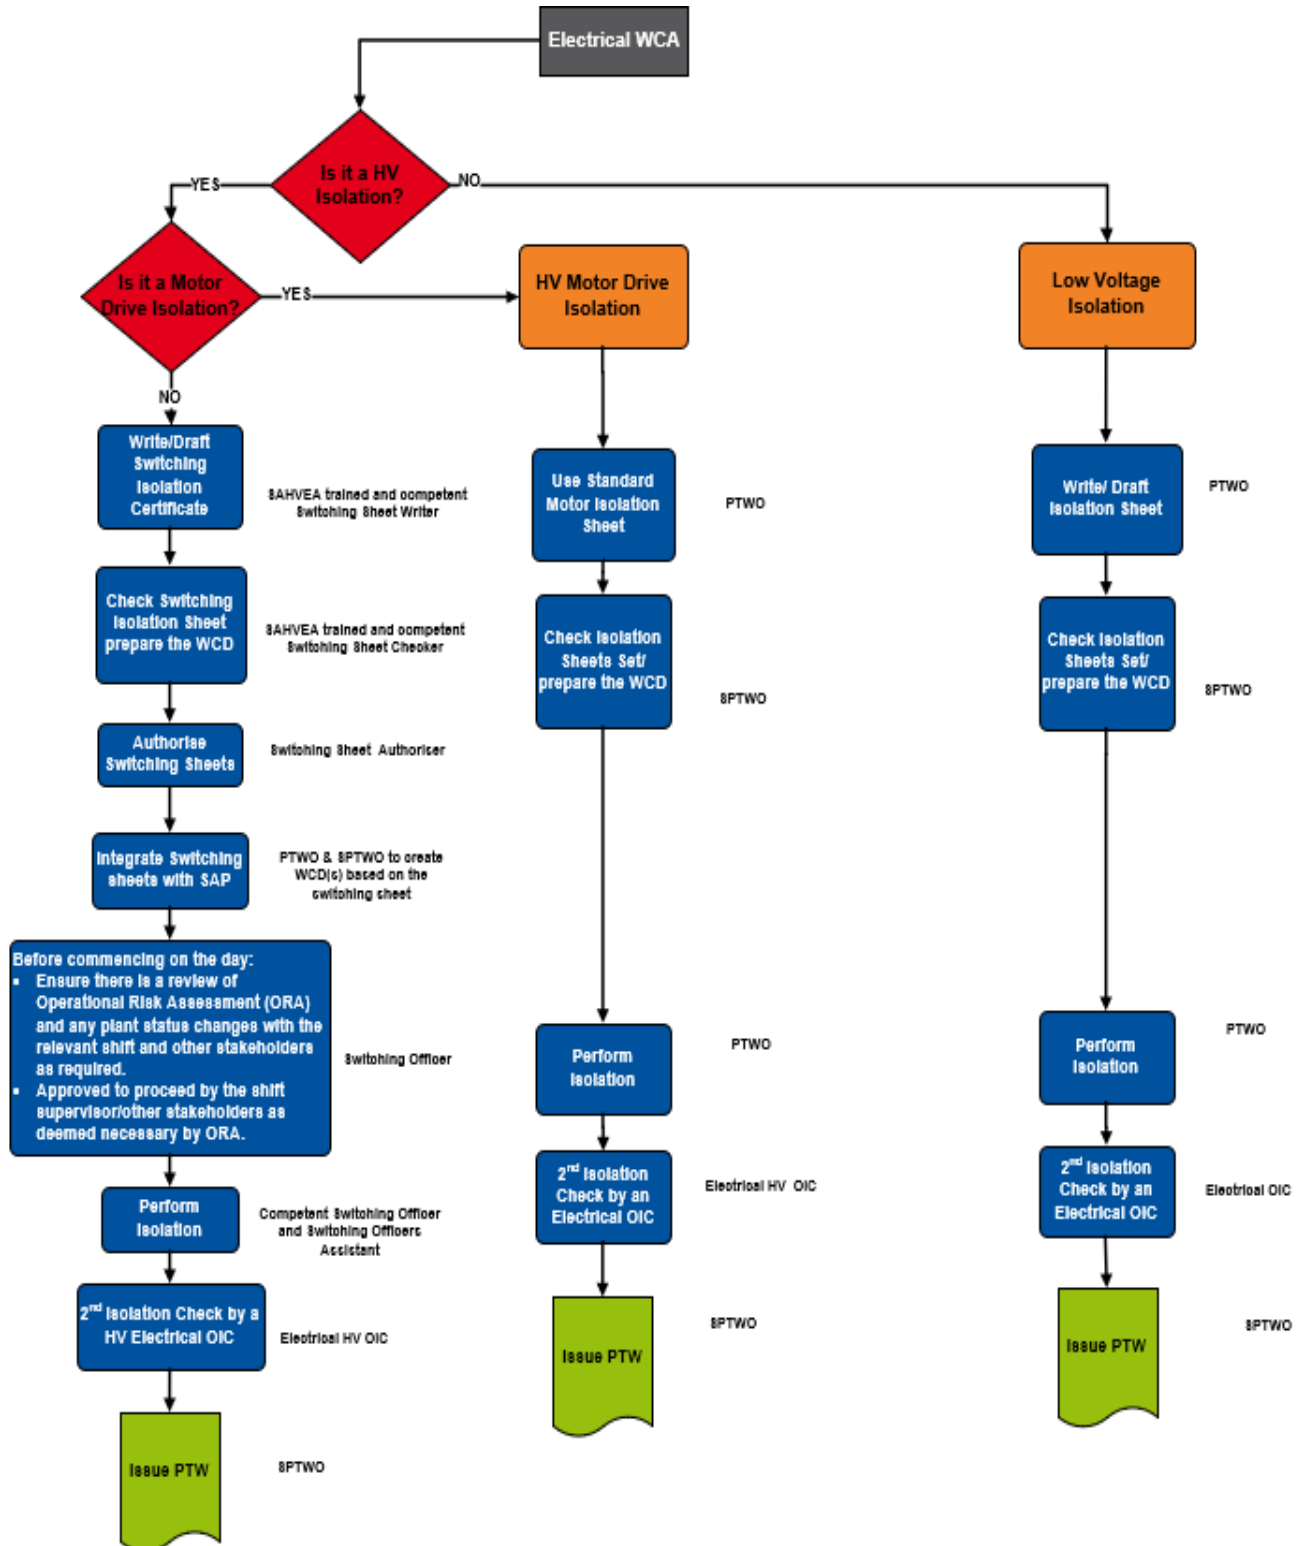 Electrical WCA
Is it a HV
Isolation?
YES
NO
Is it a Motor
Drive Isolation?
YES
NO
HV Motor Drive
Isolation
Low Voltage
Isolation
Write/Draft
Switching
Isolation
Certificate
SAHVEA trained and competent
Switching Sheet Writer
Use Standard
Motor Isolation
Sheet
PTWO
Write/ Draft
Isolation Sheet
PTWO
Check Switching
Isolation Sheet
prepare the WCD
SAHVEA trained and competent
Switching Sheet Checker
Check Isolation
Sheets Set/
prepare the WCD
SPTWO
Check Isolation
Sheets Set/
prepare the WCD
SPTWO
Authorise
Switching Sheets
Switching Sheet Authoriser
Integrate Switching
sheets with SAP
PTWO & SPTWO to create
WCD(s) based on the
switching sheet
Before commencing on the day:
• Ensure there is a review of
Operational Risk Assessment (ORA)
and any plant status changes with the
relevant shift and other stakeholders
as required.
• Approved to proceed by the shift
supervisor/other stakeholders as
deemed necessary by ORA.
Switching Officer
Perform
Isolation
PTWO
Perform
Isolation
PTWO
2nd Isolation
Check by an
Electrical OIC
Electrical HV OIC
2nd Isolation
Check by an
Electrical OIC
Electrical OIC
Perform
Isolation
Competent Switching Officer
and Switching Officers
Assistant
2nd Isolation Check by a
HV Electrical OIC
Electrical HV OIC
Issue PTW
SPTWO
Issue PTW
SPTWO
Issue PTW
SPTWO